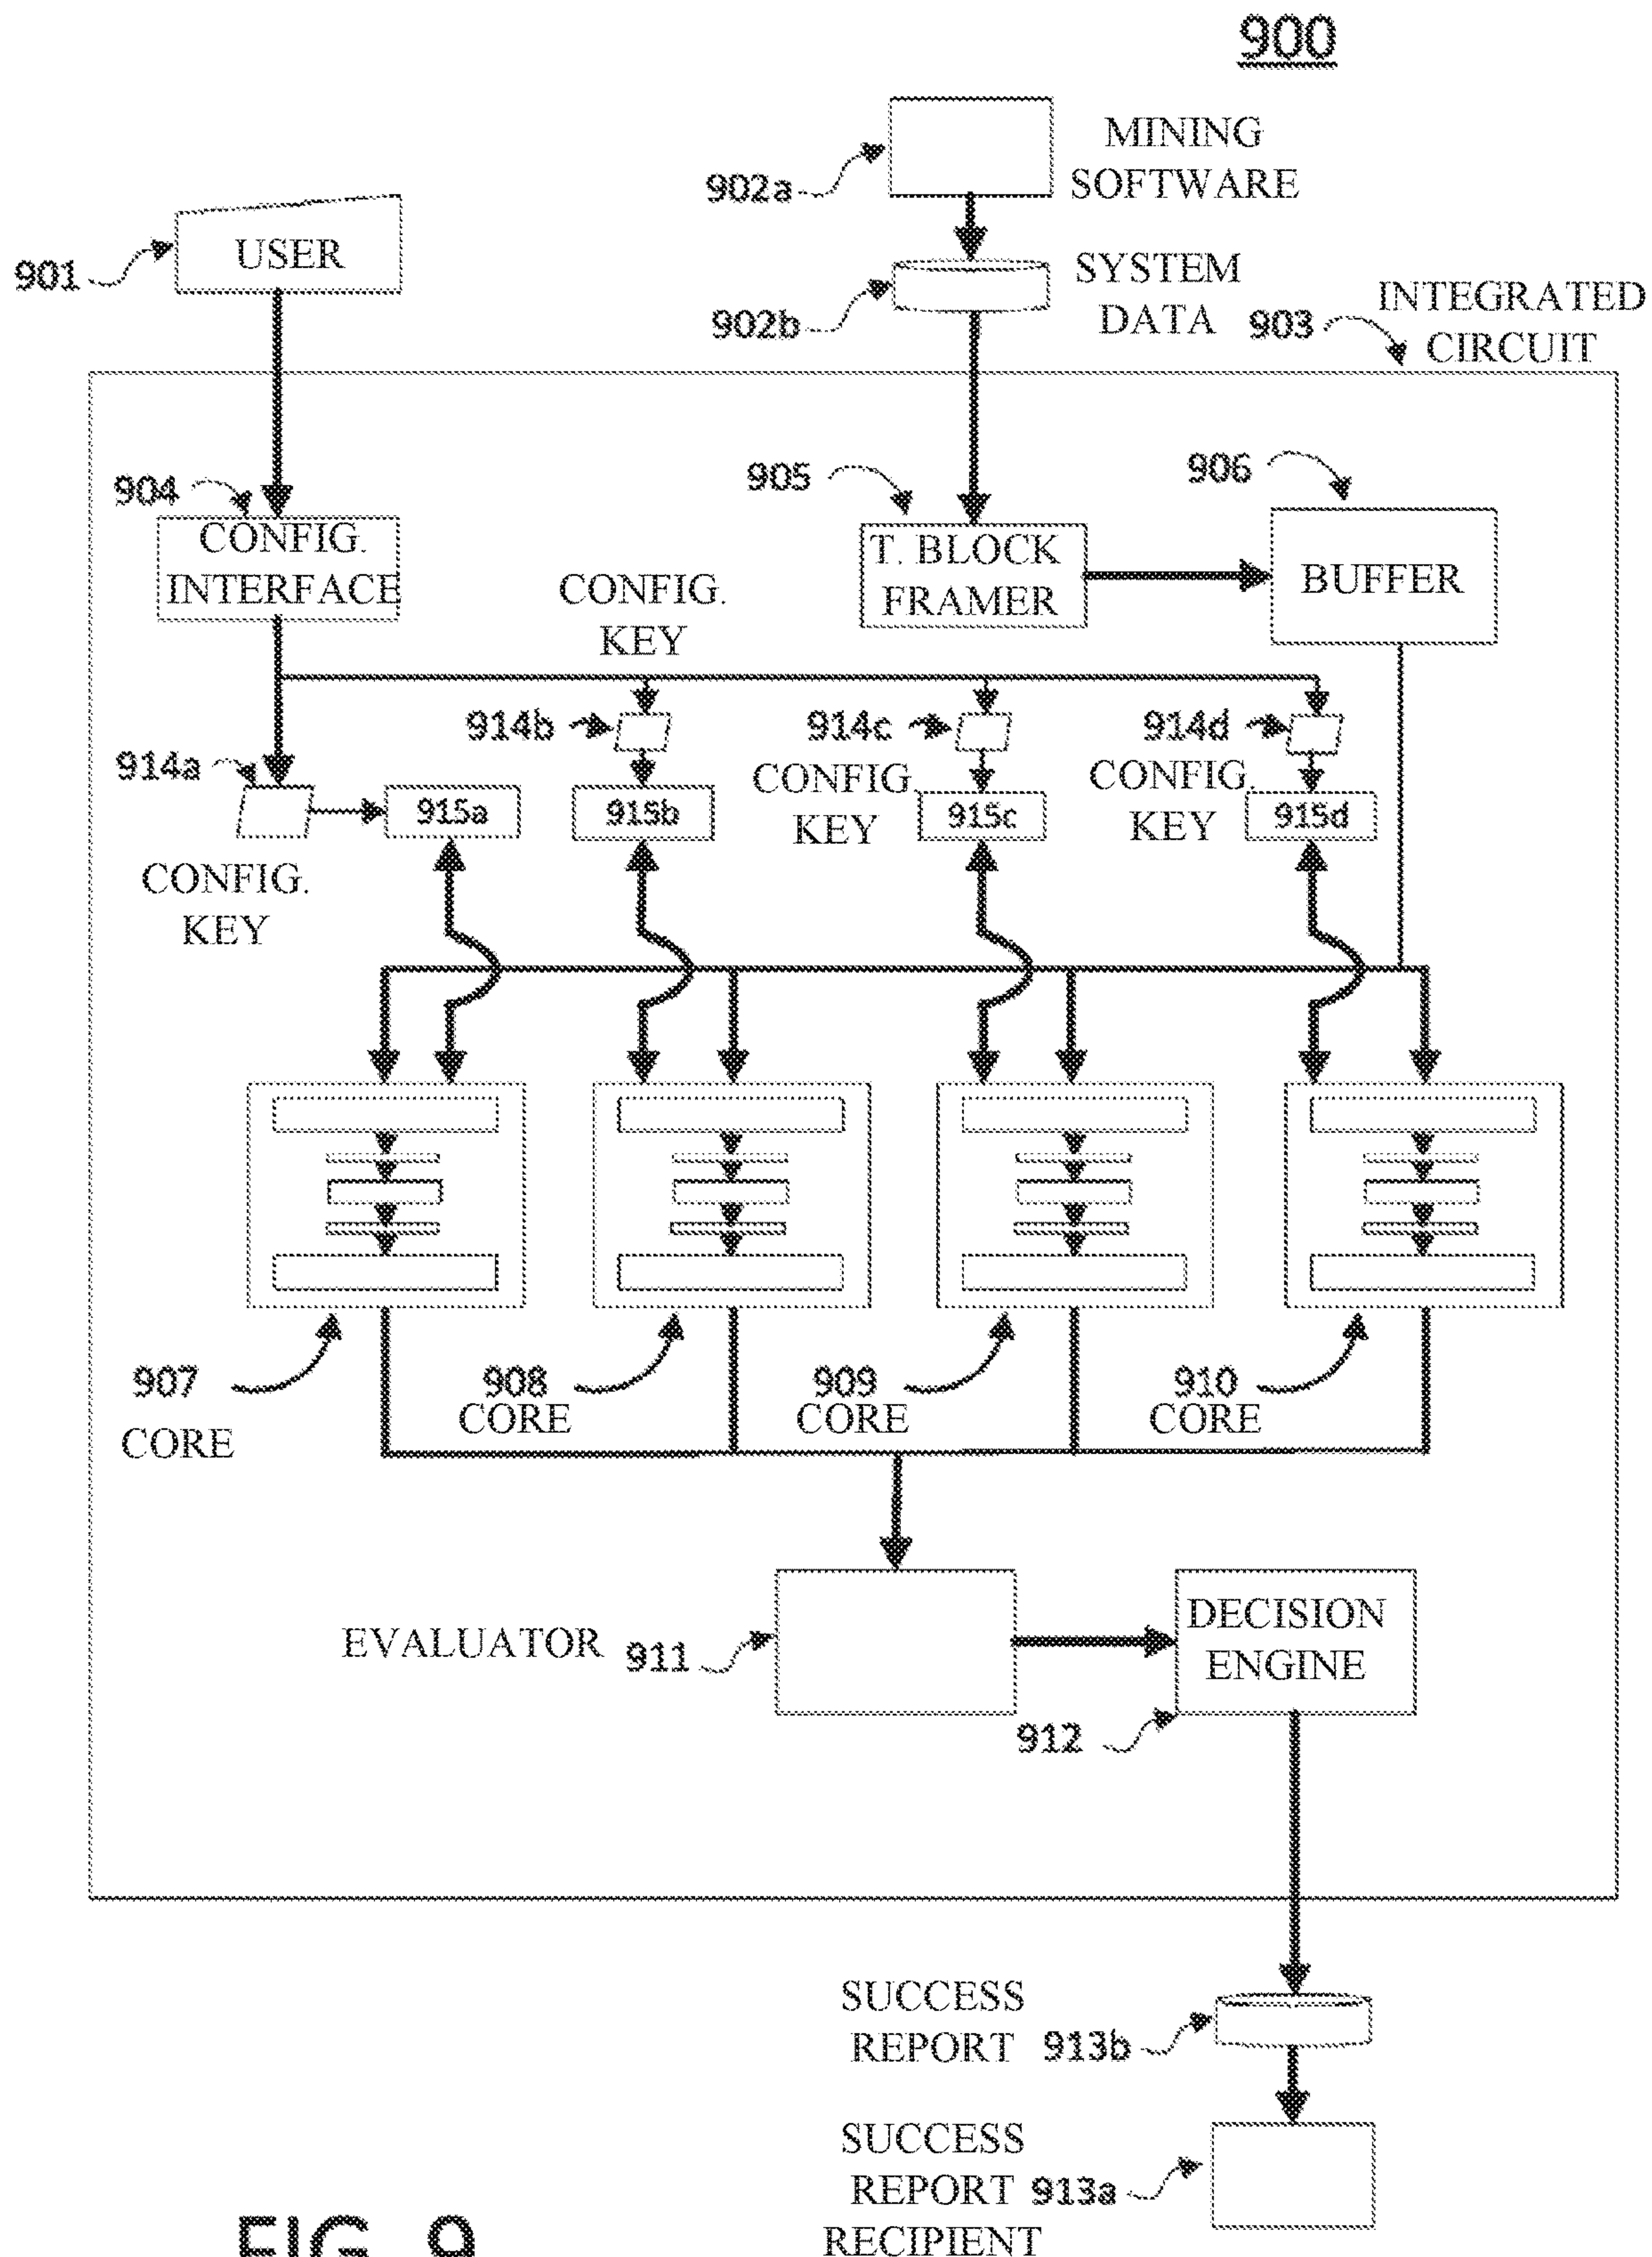 900
MINING
SOFTWARE
902a
USER
901
SYSTEM
DATA
902b
903
INTEGRATED
CIRCUIT
904
905
906
CONFIG.
INTERFACE
T. BLOCK
FRAMER
BUFFER
CONFIG.
KEY
914b
914c
914d
914a
CONFIG.
KEY
CONFIG.
KEY
915a
915b
915c
915d
CONFIG.
KEY
907
CORE
908
CORE
909
CORE
910
CORE
EVALUATOR
911
DECISION
ENGINE
912
SUCCESS
REPORT
913b
SUCCESS
REPORT
RECIPIENT
913a
FIG. 9